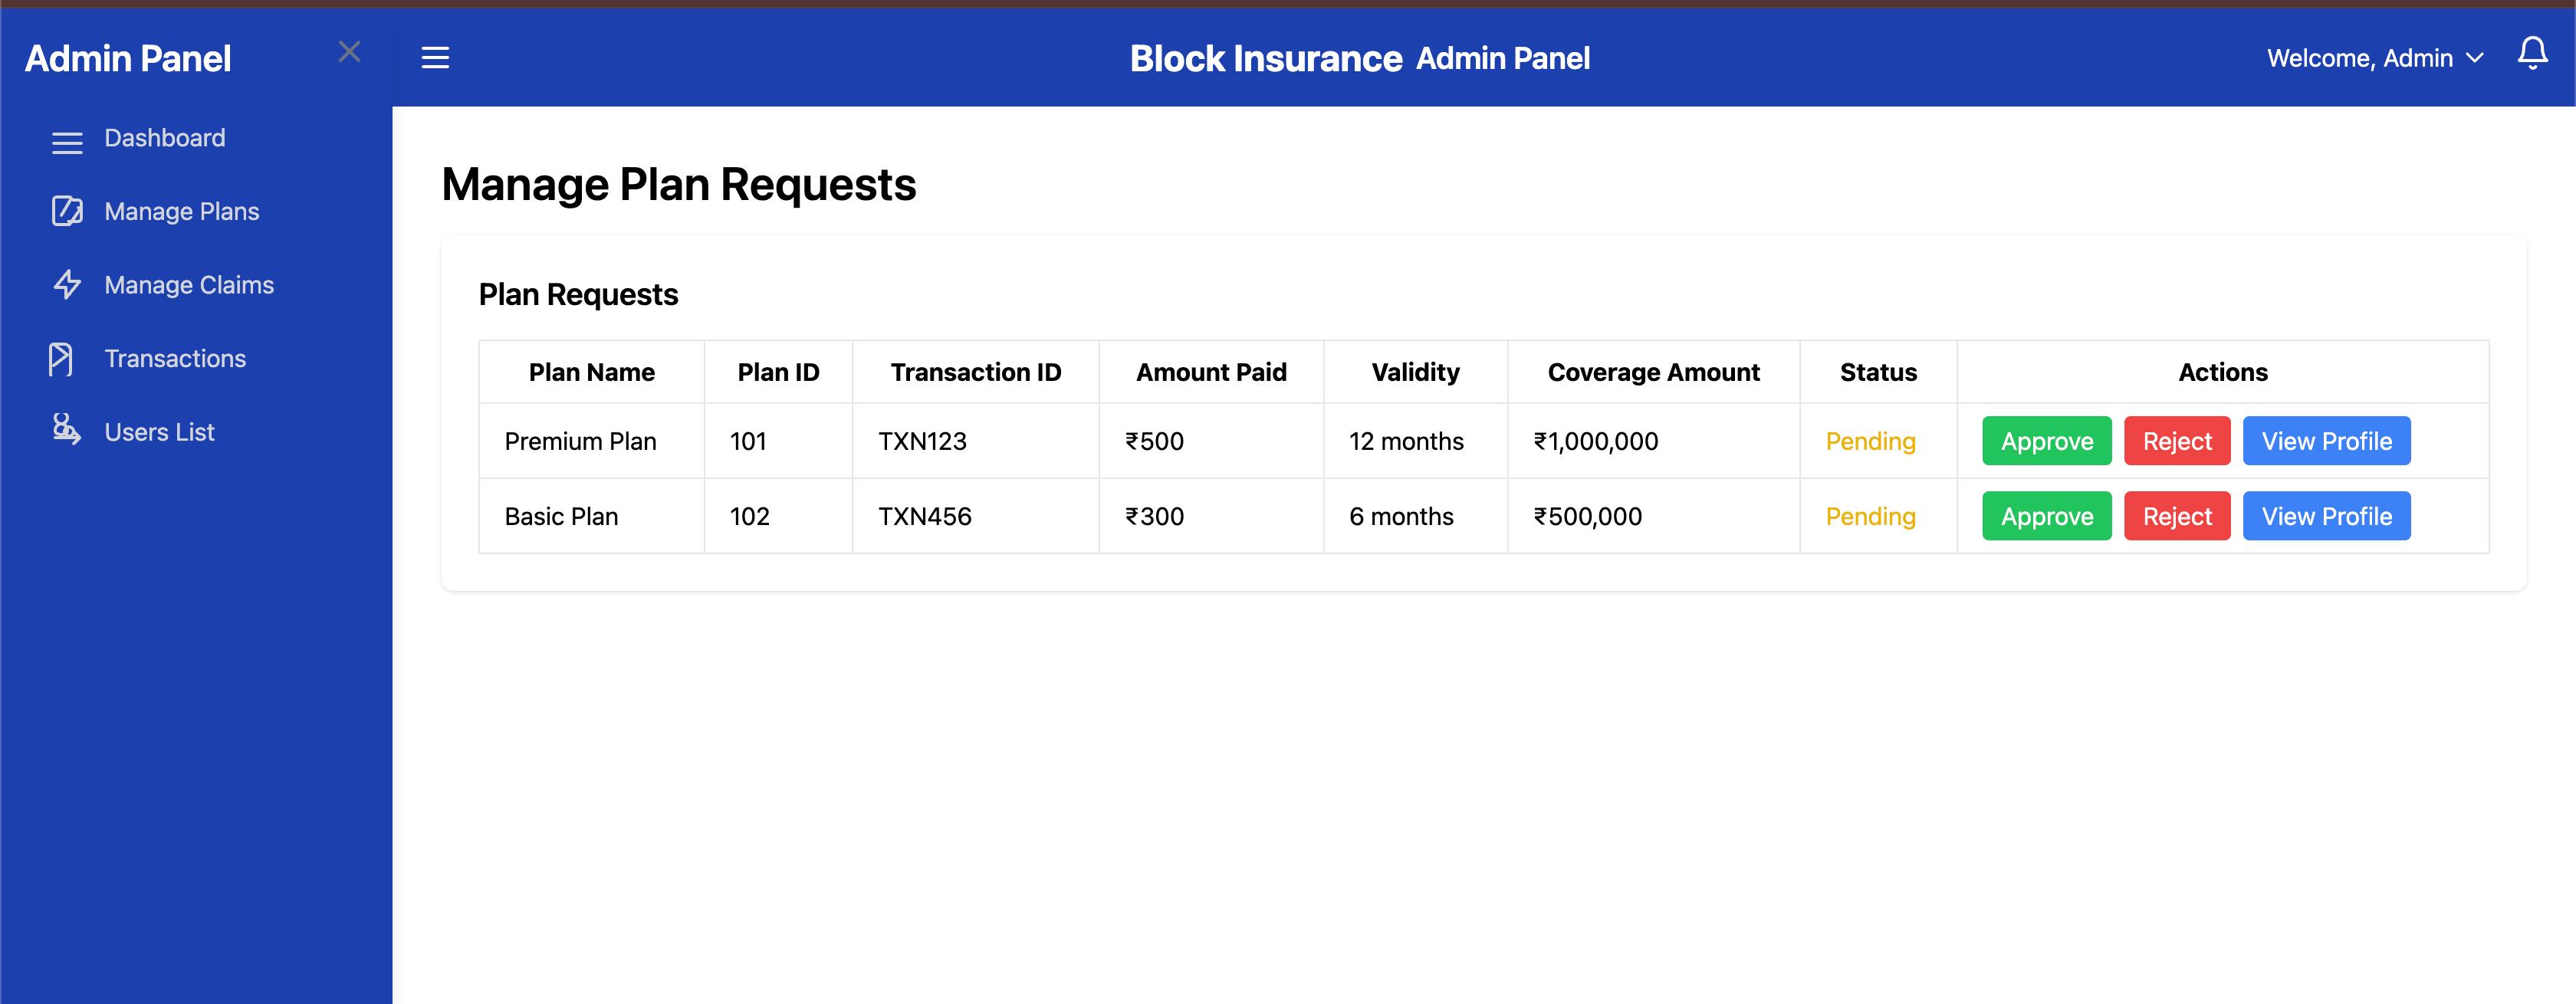 Admin Panel
Block Insurance Admin Panel
Welcome, Admin
Dashboard
Manage Plans
Manage Claims
Transactions
Users List
Manage Plan Requests
Plan Requests
Plan Name Plan ID Transaction ID Amount Paid Validity Coverage Amount Status Actions
Premium Plan 101 TXN123 ₹500 12 months ₹1,000,000 Pending Approve Reject View Profile
Basic Plan 102 TXN456 ₹300 6 months ₹500,000 Pending Approve Reject View Profile